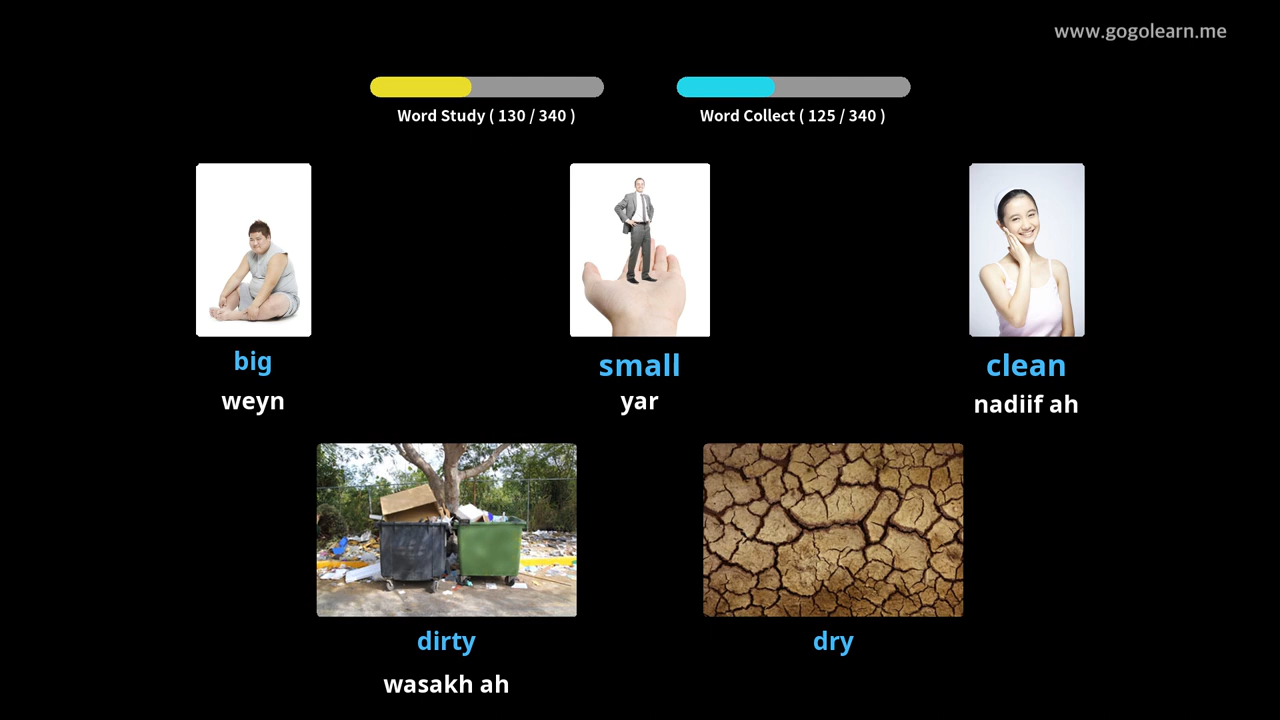 www.gogolearn.me
Word Study ( 130 / 340 )
Word Collect ( 125 / 340 )
big
small
clean
weyn
yar
nadiif ah
dirty
dry
wasakh ah